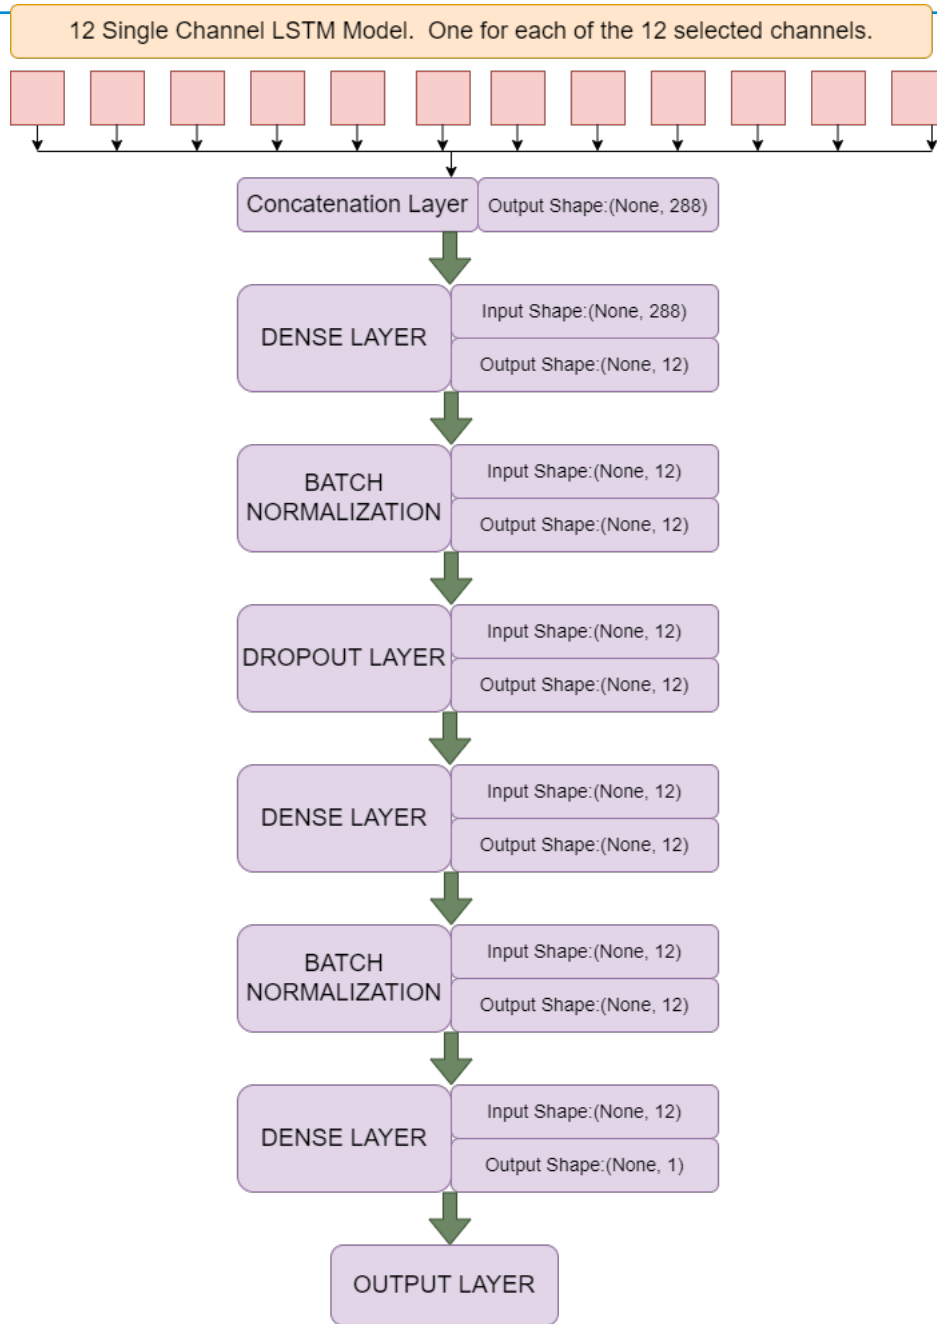 12 Single Channel LSTM Model.  One for each of the 12 selected channels.
Concatenation Layer
Output Shape:(None, 288)
DENSE LAYER
Input Shape:(None, 288)
Output Shape:(None, 12)
BATCH
NORMALIZATION
Input Shape:(None, 12)
Output Shape:(None, 12)
DROPOUT LAYER
Input Shape:(None, 12)
Output Shape:(None, 12)
DENSE LAYER
Input Shape:(None, 12)
Output Shape:(None, 12)
BATCH
NORMALIZATION
Input Shape:(None, 12)
Output Shape:(None, 12)
DENSE LAYER
Input Shape:(None, 12)
Output Shape:(None, 1)
OUTPUT LAYER